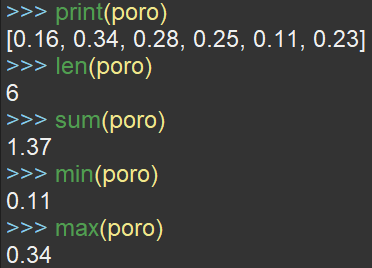 >>> print(poro)
[0.16, 0.34, 0.28, 0.25, 0.11, 0.23]
>>> len(poro)
6
>>> sum(poro)
1.37
>>> min(poro)
0.11
>>> max(poro)
0.34